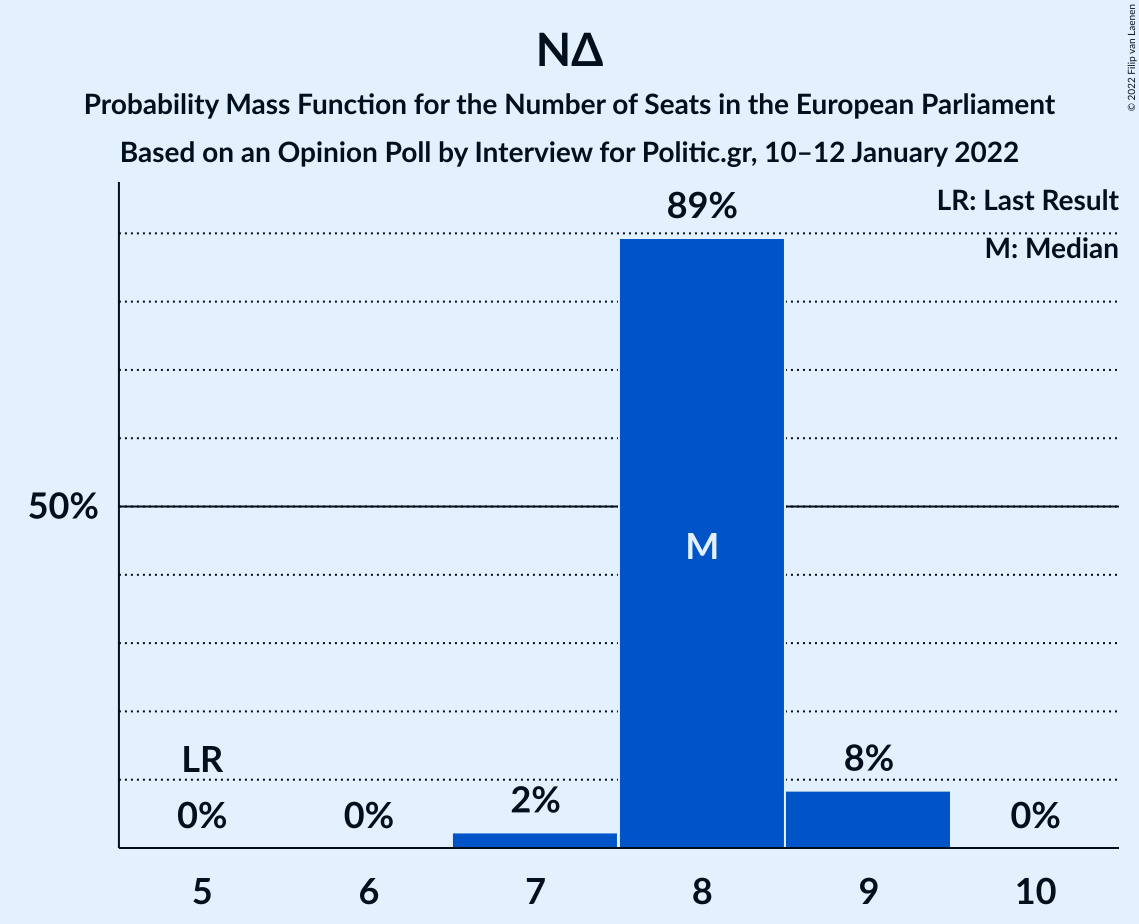 ΝΔ
Probability Mass Function for the Number of Seats in the European Parliament
Based on an Opinion Poll by Interview for Politic.gr, 10–12 January 2022
© 2022 Filip van Laenen
LR: Last Result
M: Median
89%
50%
M
LR
0%
0%
2%
8%
0%
5
6
7
8
9
10